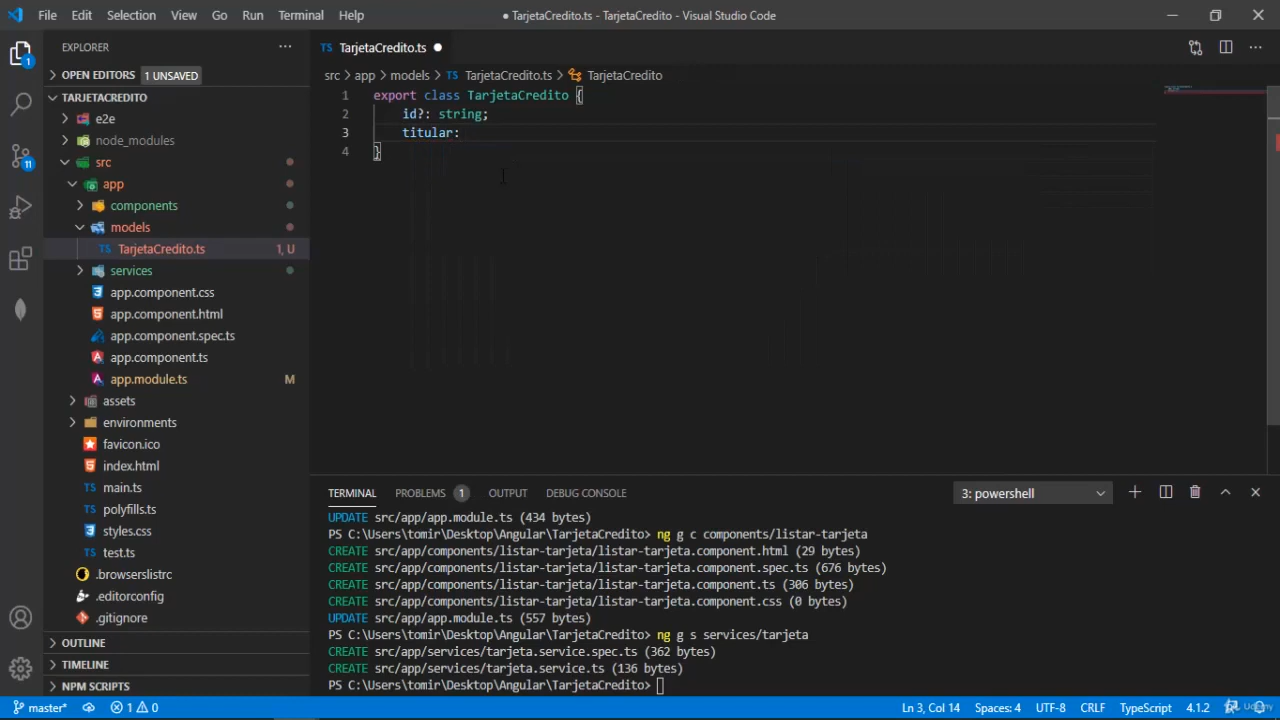 File Edit Selection View Go Run Terminal Help
● TarjetaCredito.ts - TarjetaCredito - Visual Studio Code
EXPLORER
OPEN EDITORS 1 UNSAVED
TARJETACREDITO
e2e
node_modules
src
app
components
models
TS TarjetaCredito.ts 1, U
services
app.component.css
app.component.html
app.component.spec.ts
app.component.ts
app.module.ts M
assets
environments
favicon.ico
index.html
TS main.ts
TS polyfills.ts
styles.css
TS test.ts
.browserslistrc
.editorconfig
.gitignore
OUTLINE
TIMELINE
NPM SCRIPTS
TS TarjetaCredito.ts ●
src > app > models > TS TarjetaCredito.ts > TarjetaCredito
1 export class TarjetaCredito {
2 id?: string;
3 titular:
4 }
TERMINAL PROBLEMS 1 OUTPUT DEBUG CONSOLE 3: powershell
UPDATE src/app/app.module.ts (434 bytes)
PS C:\Users\tomir\Desktop\Angular\TarjetaCredito> ng g c components/listar-tarjeta
CREATE src/app/components/listar-tarjeta/listar-tarjeta.component.html (29 bytes)
CREATE src/app/components/listar-tarjeta/listar-tarjeta.component.spec.ts (676 bytes)
CREATE src/app/components/listar-tarjeta/listar-tarjeta.component.ts (306 bytes)
CREATE src/app/components/listar-tarjeta/listar-tarjeta.component.css (0 bytes)
UPDATE src/app/app.module.ts (557 bytes)
PS C:\Users\tomir\Desktop\Angular\TarjetaCredito> ng g s services/tarjeta
CREATE src/app/services/tarjeta.service.spec.ts (362 bytes)
CREATE src/app/services/tarjeta.service.ts (136 bytes)
PS C:\Users\tomir\Desktop\Angular\TarjetaCredito>
1
11
master* 1 0 Ln 3, Col 14 Spaces: 4 UTF-8 CRLF TypeScript 4.1.2
Udemy